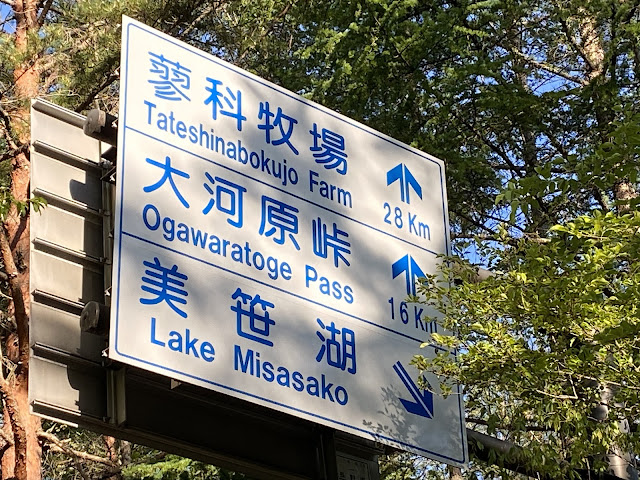 蓼科牧場
Tateshinabokujo Farm
28 Km
大河原峠
Ogawaratoge Pass
16 Km
美笹湖
Lake Misasako